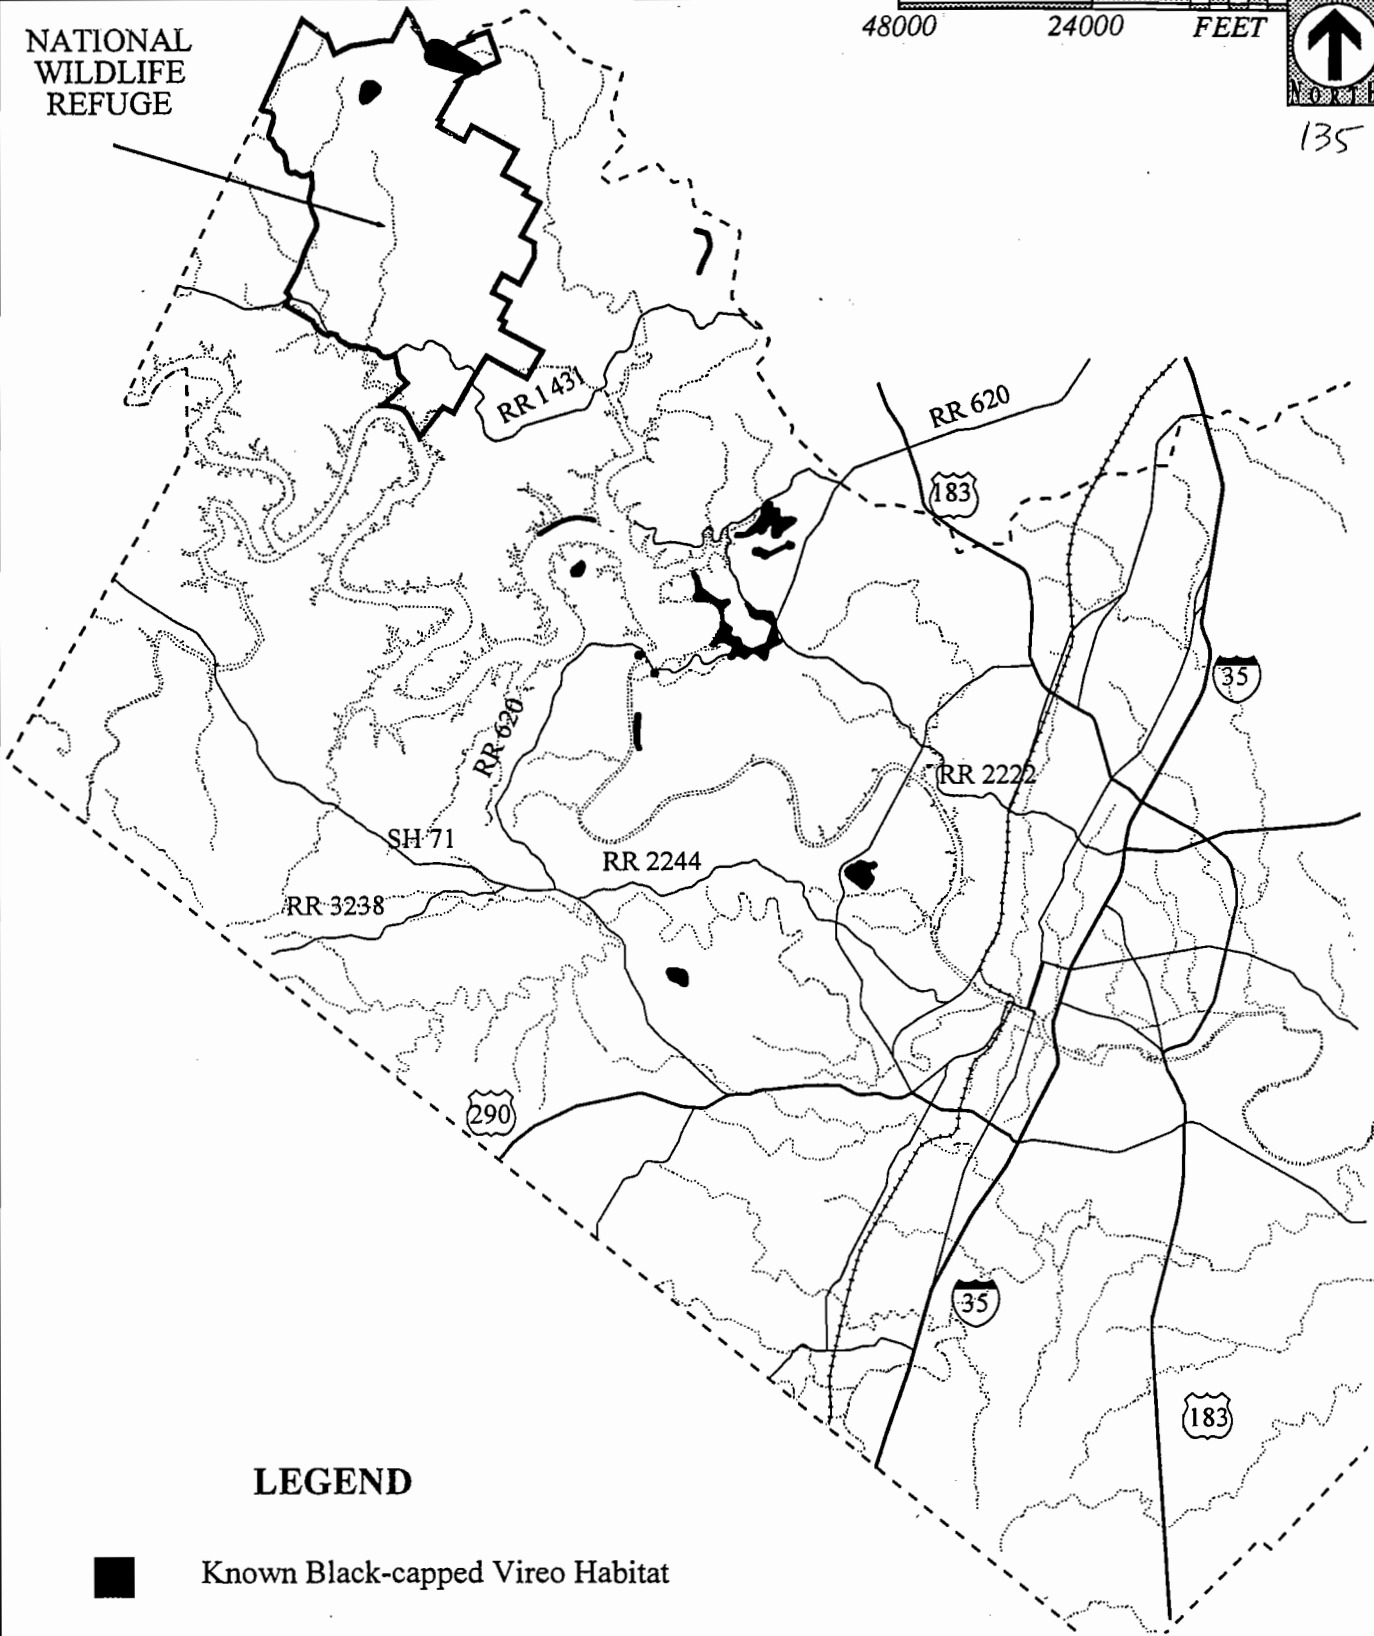 48000 24000 FEET
NORTH
135
NATIONAL
WILDLIFE
REFUGE
RR 1431
RR 620
183
35
RR 620
RR 2222
SH 71
RR 2244
RR 3238
290
35
183
LEGEND
Known Black-capped Vireo Habitat